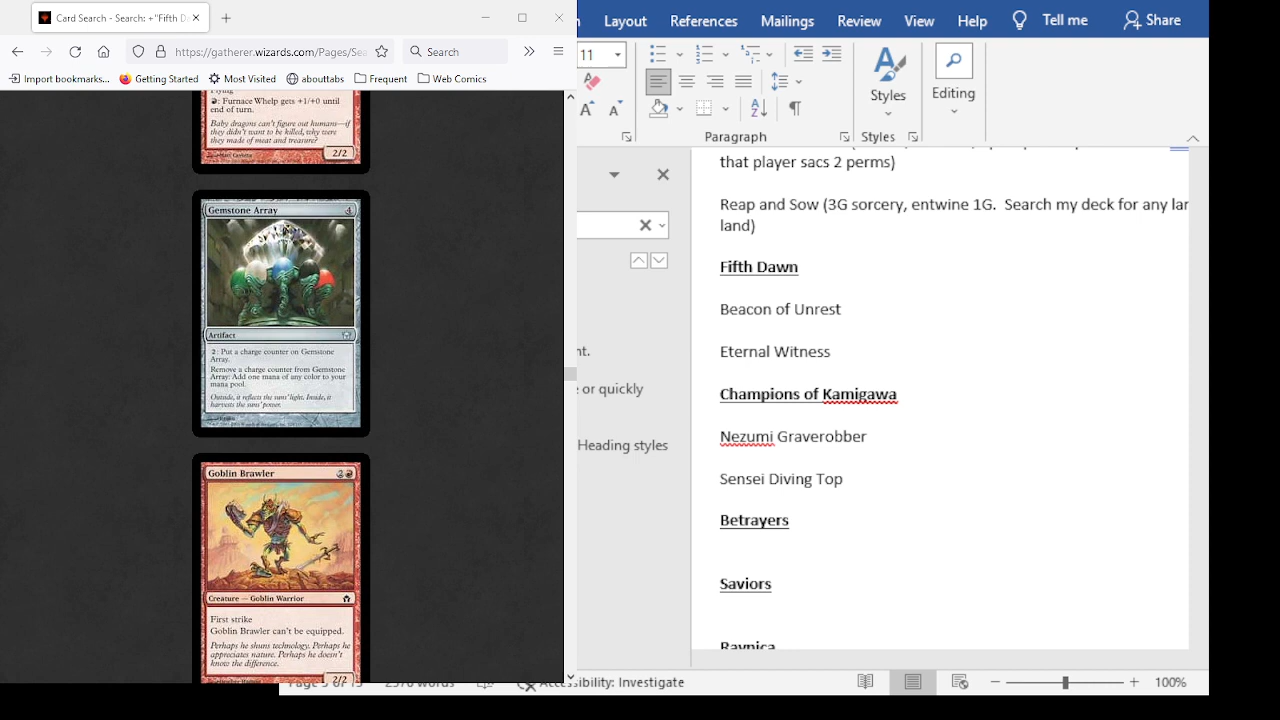 Card Search - Search: +"Fifth D
https://gatherer.wizards.com/Pages/Sea
Search
Import bookmarks...
Getting Started
Most Visited
abouttabs
Frequent
Web Comics
Flying
: Furnace Whelp gets +1/+0 until
end of turn.
Baby dragons can't figure out humans—if
they didn't want to be killed, why were
they made of meat and treasure?
2/2
Gemstone Array 4
Artifact
2: Put a charge counter on Gemstone
Array.
Remove a charge counter from Gemstone
Array: Add one mana of any color to your
mana pool.
Outside, it reflects the suns' light. Inside, it
harvests the suns' power.
Goblin Brawler 2
Creature — Goblin Warrior
First strike
Goblin Brawler can't be equipped.
Perhaps he shuns technology. Perhaps he
appreciates nature. Perhaps he doesn't
know the difference.
2/2
Layout References Mailings Review View Help Tell me Share
11
Styles
Editing
Paragraph
Styles
nt.
e or quickly
Heading styles
that player sacs 2 perms)
Reap and Sow (3G sorcery, entwine 1G. Search my deck for any lan
land)
Fifth Dawn
Beacon of Unrest
Eternal Witness
Champions of Kamigawa
Nezumi Graverobber
Sensei Diving Top
Betrayers
Saviors
Ravnica
words
Accessibility: Investigate
100%